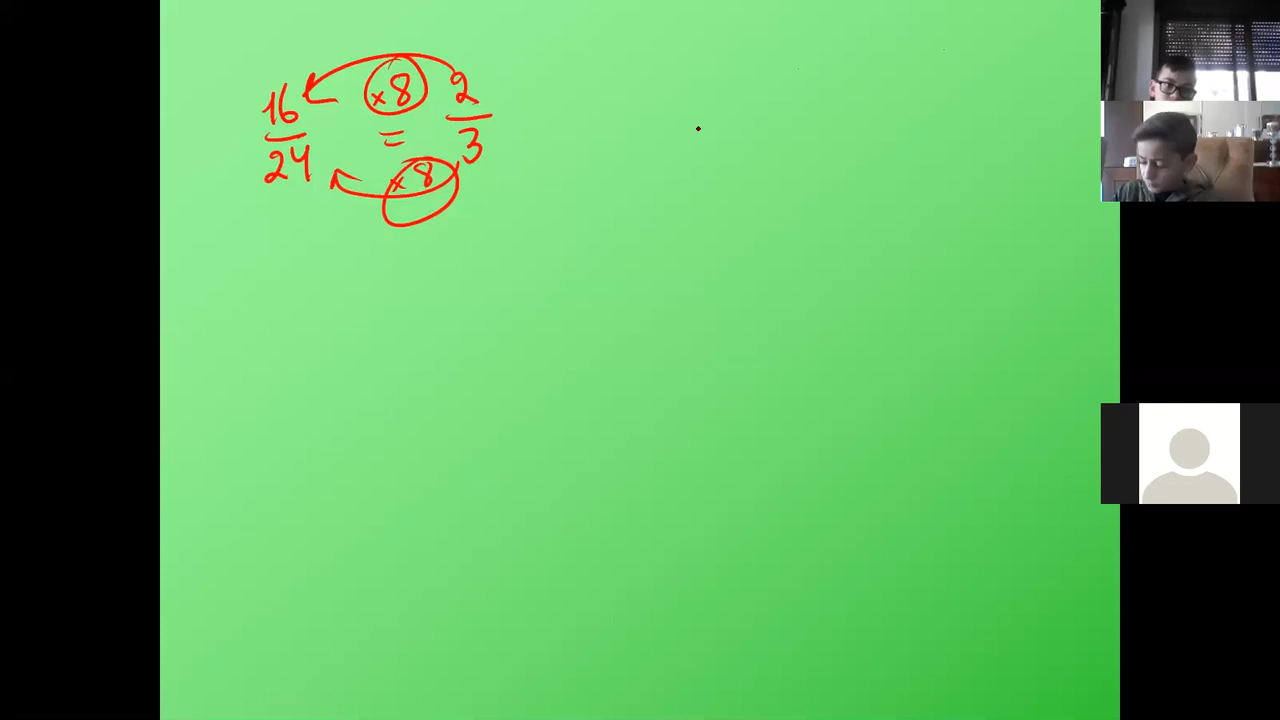 16 × 8 2
= 
24 × 8 3